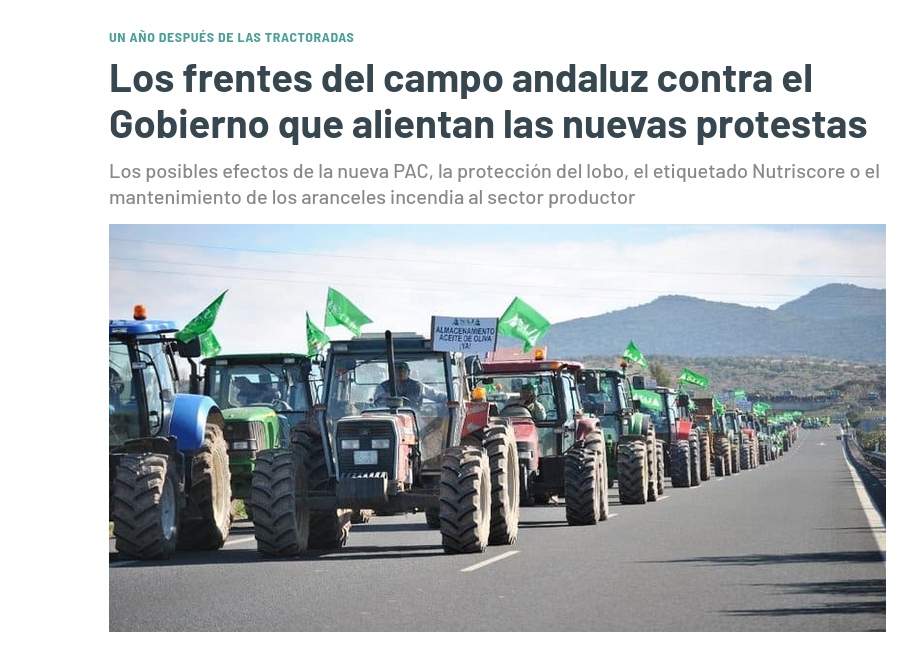 UN AÑO DESPUÉS DE LAS TRACTORADAS
Los frentes del campo andaluz contra el
Gobierno que alientan las nuevas protestas
Los posibles efectos de la nueva PAC, la protección del lobo, el etiquetado Nutriscore o el
mantenimiento de los aranceles incendia al sector productor
ASAJA
ALMACENAMIENTO
ACEITE DE OLIVA
¡YA!